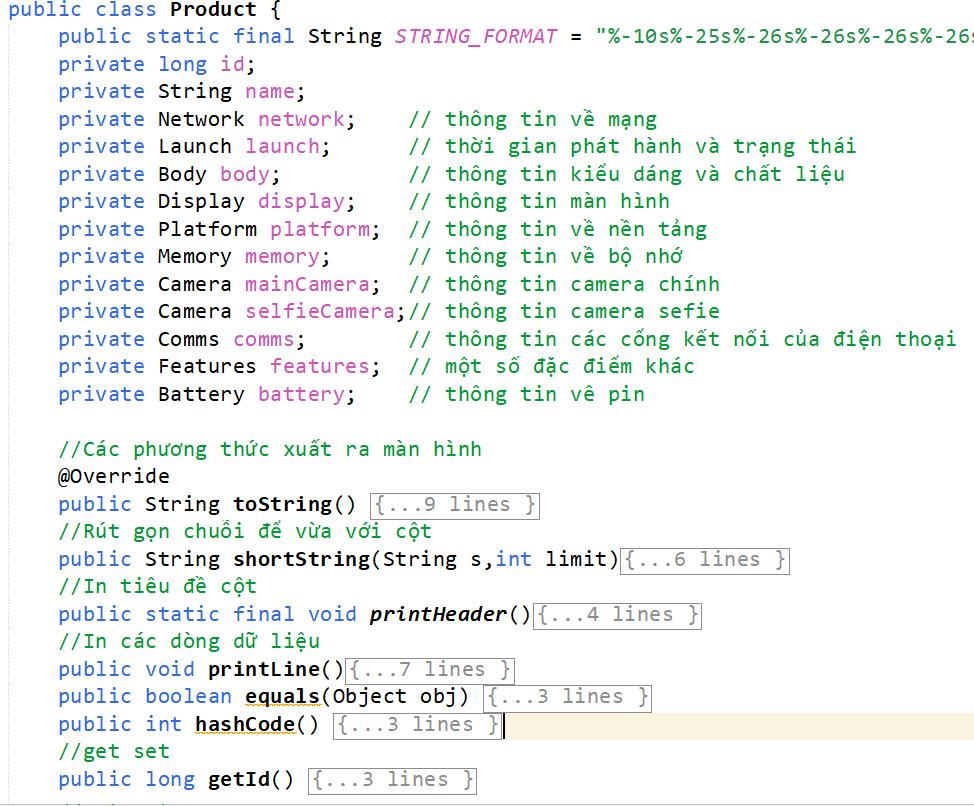 public class Product {
public static final String STRING_FORMAT = "%-10s%-25s%-26s%-26s%-26s%-26s
private long id;
private String name;
private Network network; // thông tin về mạng
private Launch launch; // thời gian phát hành và trạng thái
private Body body; // thông tin kiểu dáng và chất liệu
private Display display; // thông tin màn hình
private Platform platform; // thông tin về nền tảng
private Memory memory; // thông tin về bộ nhớ
private Camera mainCamera; // thông tin camera chính
private Camera selfieCamera;// thông tin camera sefie
private Comms comms; // thông tin các cổng kết nối của điện thoại
private Features features; // một số đặc điểm khác
private Battery battery; // thông tin vê pin
//Các phương thức xuất ra màn hình
@Override
public String toString() {...9 lines }
//Rút gọn chuỗi để vừa với cột
public String shortString(String s,int limit){...6 lines }
//In tiêu đề cột
public static final void printHeader(){...4 lines }
//In các dòng dữ liệu
public void printLine(){...7 lines }
public boolean equals(Object obj) {...3 lines }
public int hashCode() {...3 lines }
//get set
public long getId() {...3 lines }